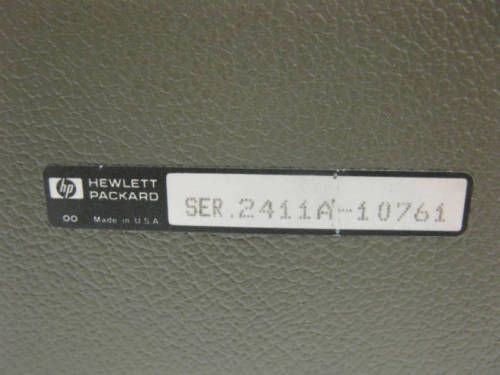 hp HEWLETT
PACKARD
00 Made in U.S.A
SER.2411A-10761